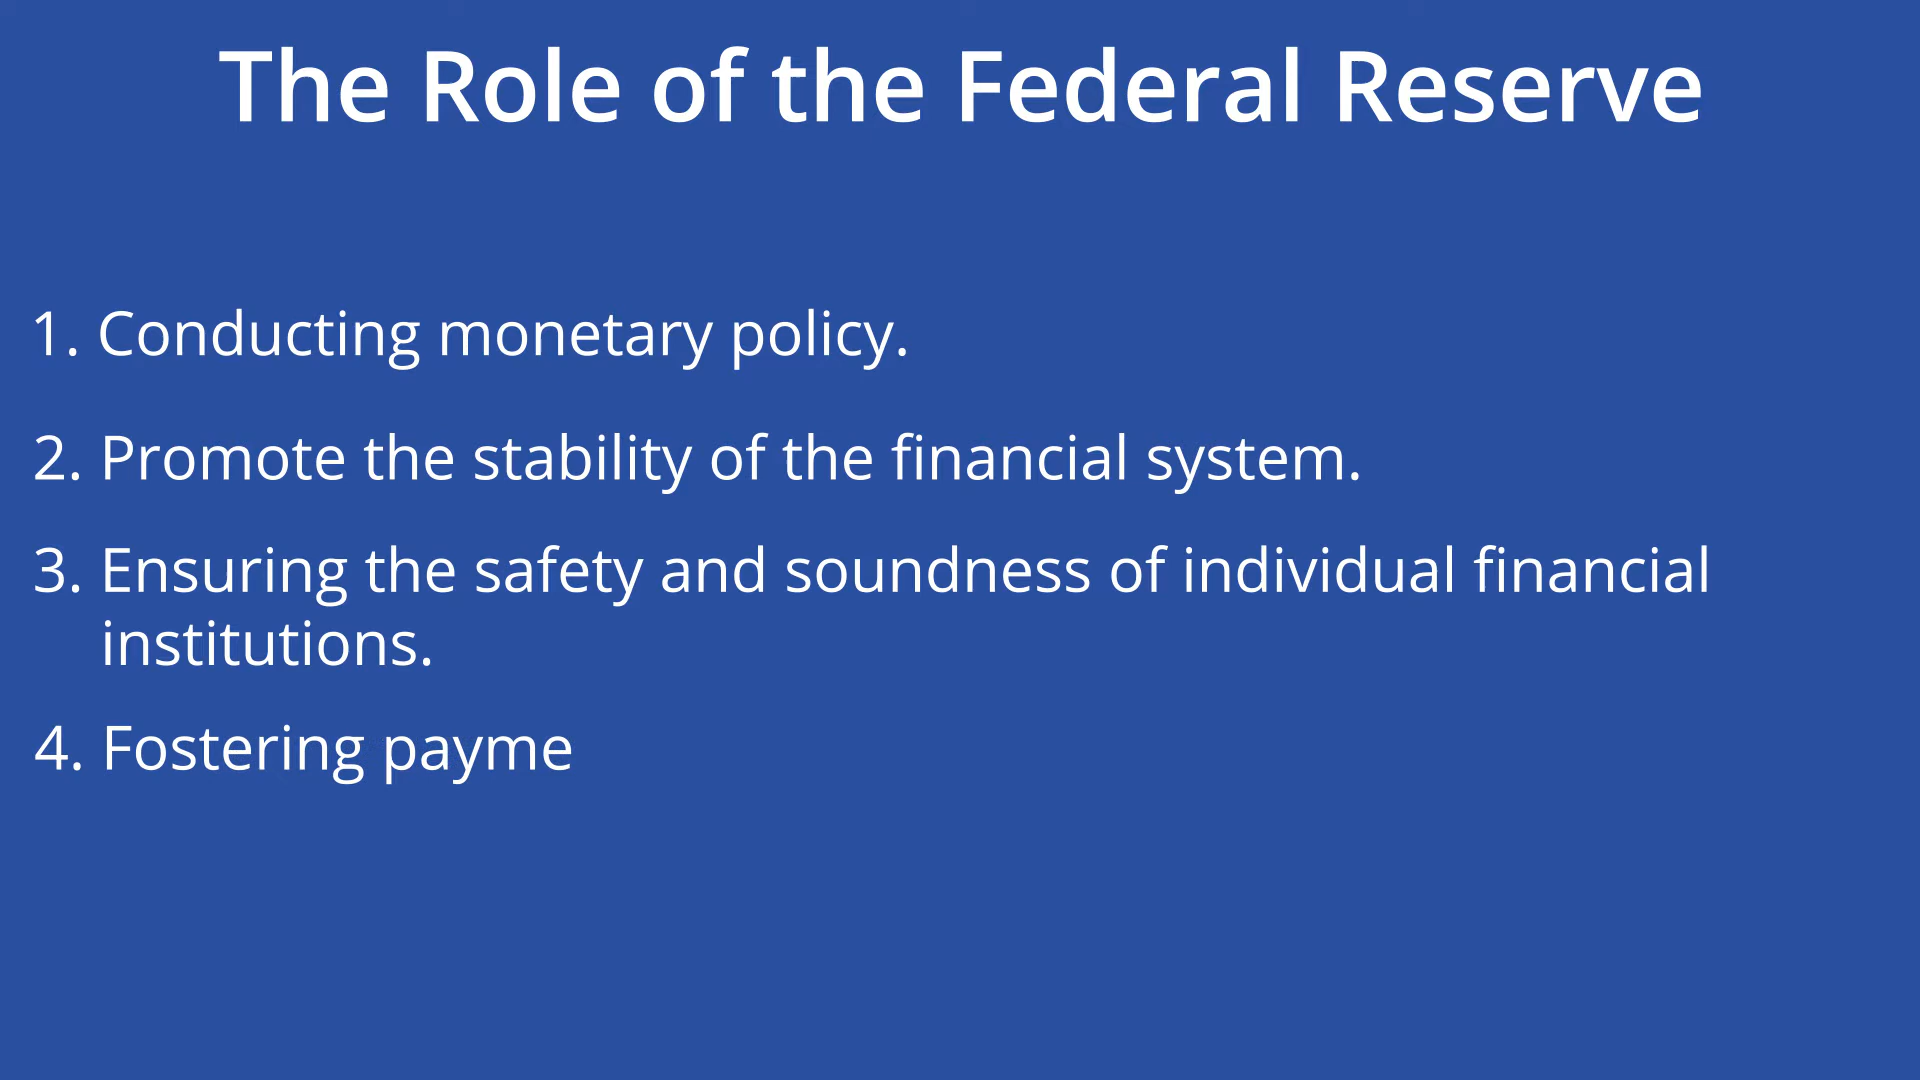 The Role of the Federal Reserve
1. Conducting monetary policy.
2. Promote the stability of the financial system.
3. Ensuring the safety and soundness of individual financial
institutions.
4. Fostering payme